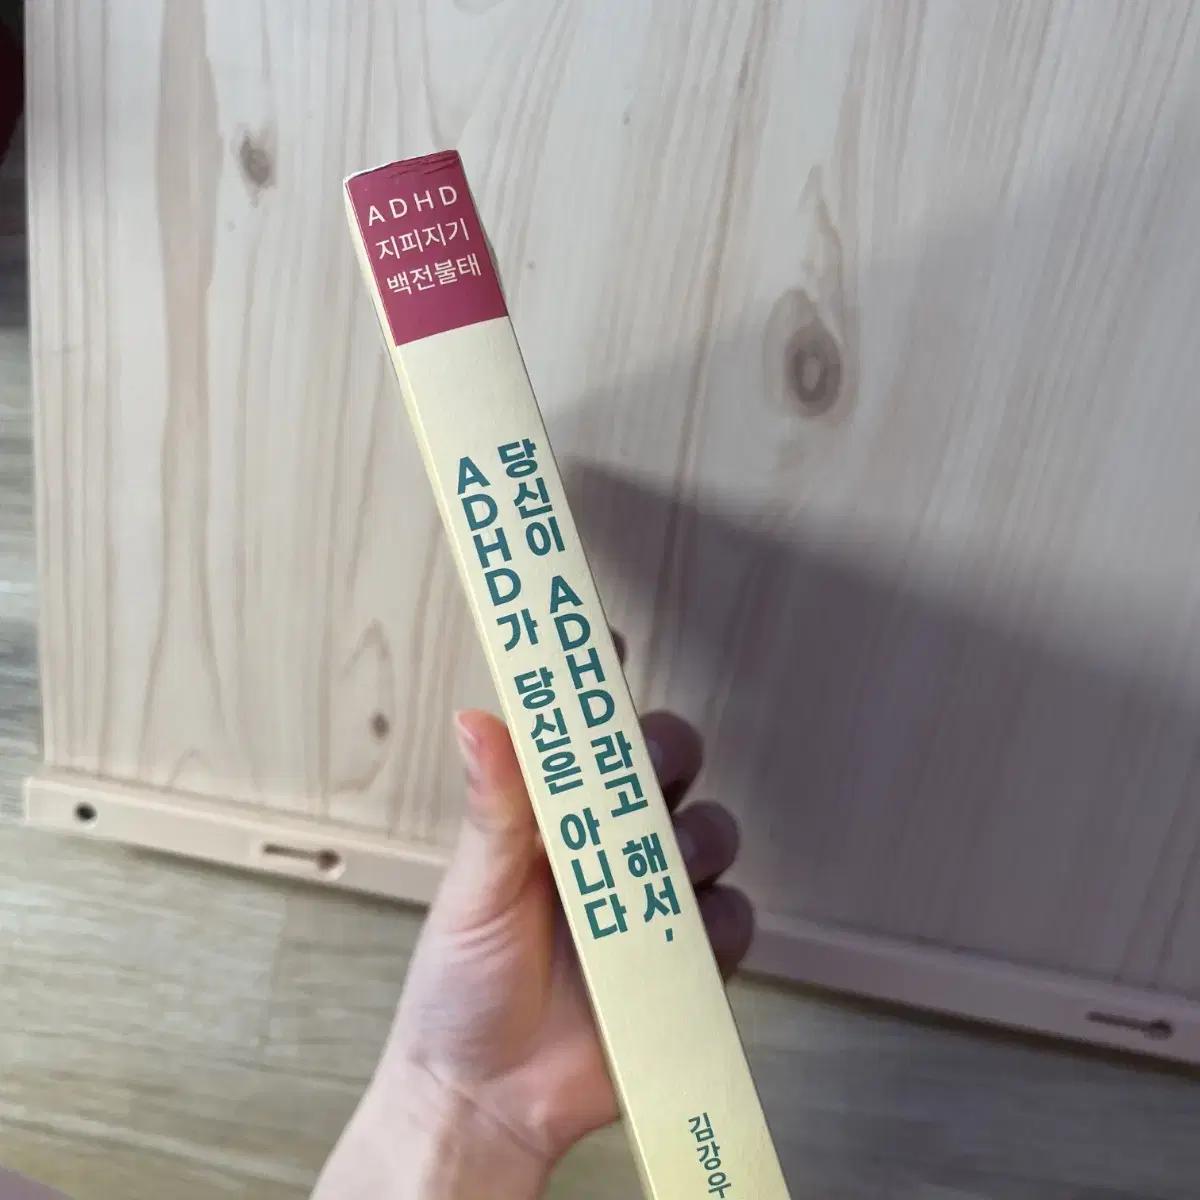 ADHD
지피지기
백전불태
당신이 ADHD라고 해서,
ADHD가 당신은 아니다
김강우